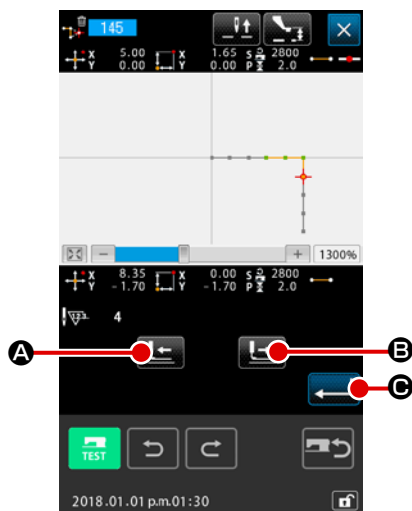 145
X 5.00 X 1.65 S 2800
Y 0.00 Y 0.00 P 2.0
1300%
X 8.35 X 0.00 S 2800
Y -1.70 Y -1.70 P 2.0
123 4
A B
C
TEST
2018.01.01 p.m.01:30